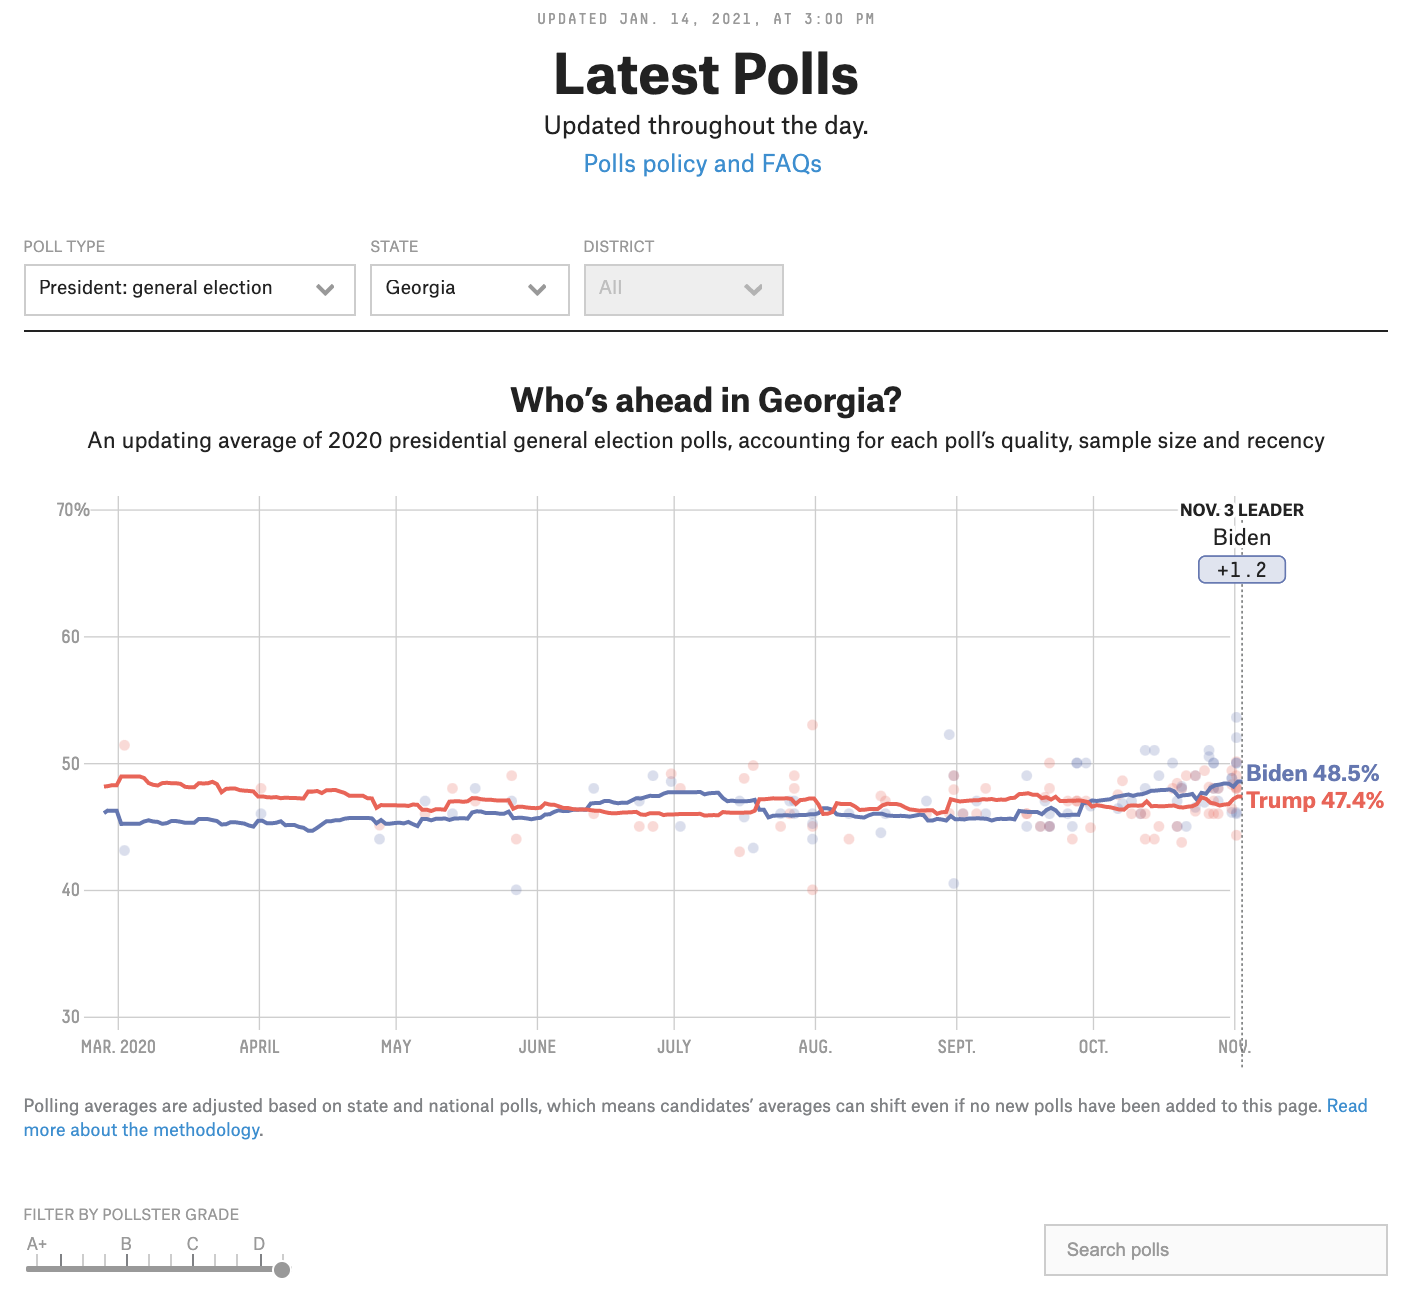 UPDATED JAN. 14, 2021, AT 3:00 PM
Latest Polls
Updated throughout the day.
Polls policy and FAQs
POLL TYPE
STATE
DISTRICT
President: general election
Georgia
All
Who's ahead in Georgia?
An updating average of 2020 presidential general election polls, accounting for each poll's quality, sample size and recency
70%
NOV. 3 LEADER
Biden
+1.2
60
50
Biden 48.5%
Trump 47.4%
40
30
MAR. 2020
APRIL
MAY
JUNE
JULY
AUG.
SEPT.
OCT.
NOV.
Polling averages are adjusted based on state and national polls, which means candidates' averages can shift even if no new polls have been added to this page. Read
more about the methodology.
FILTER BY POLLSTER GRADE
A+
B
C
D
Search polls